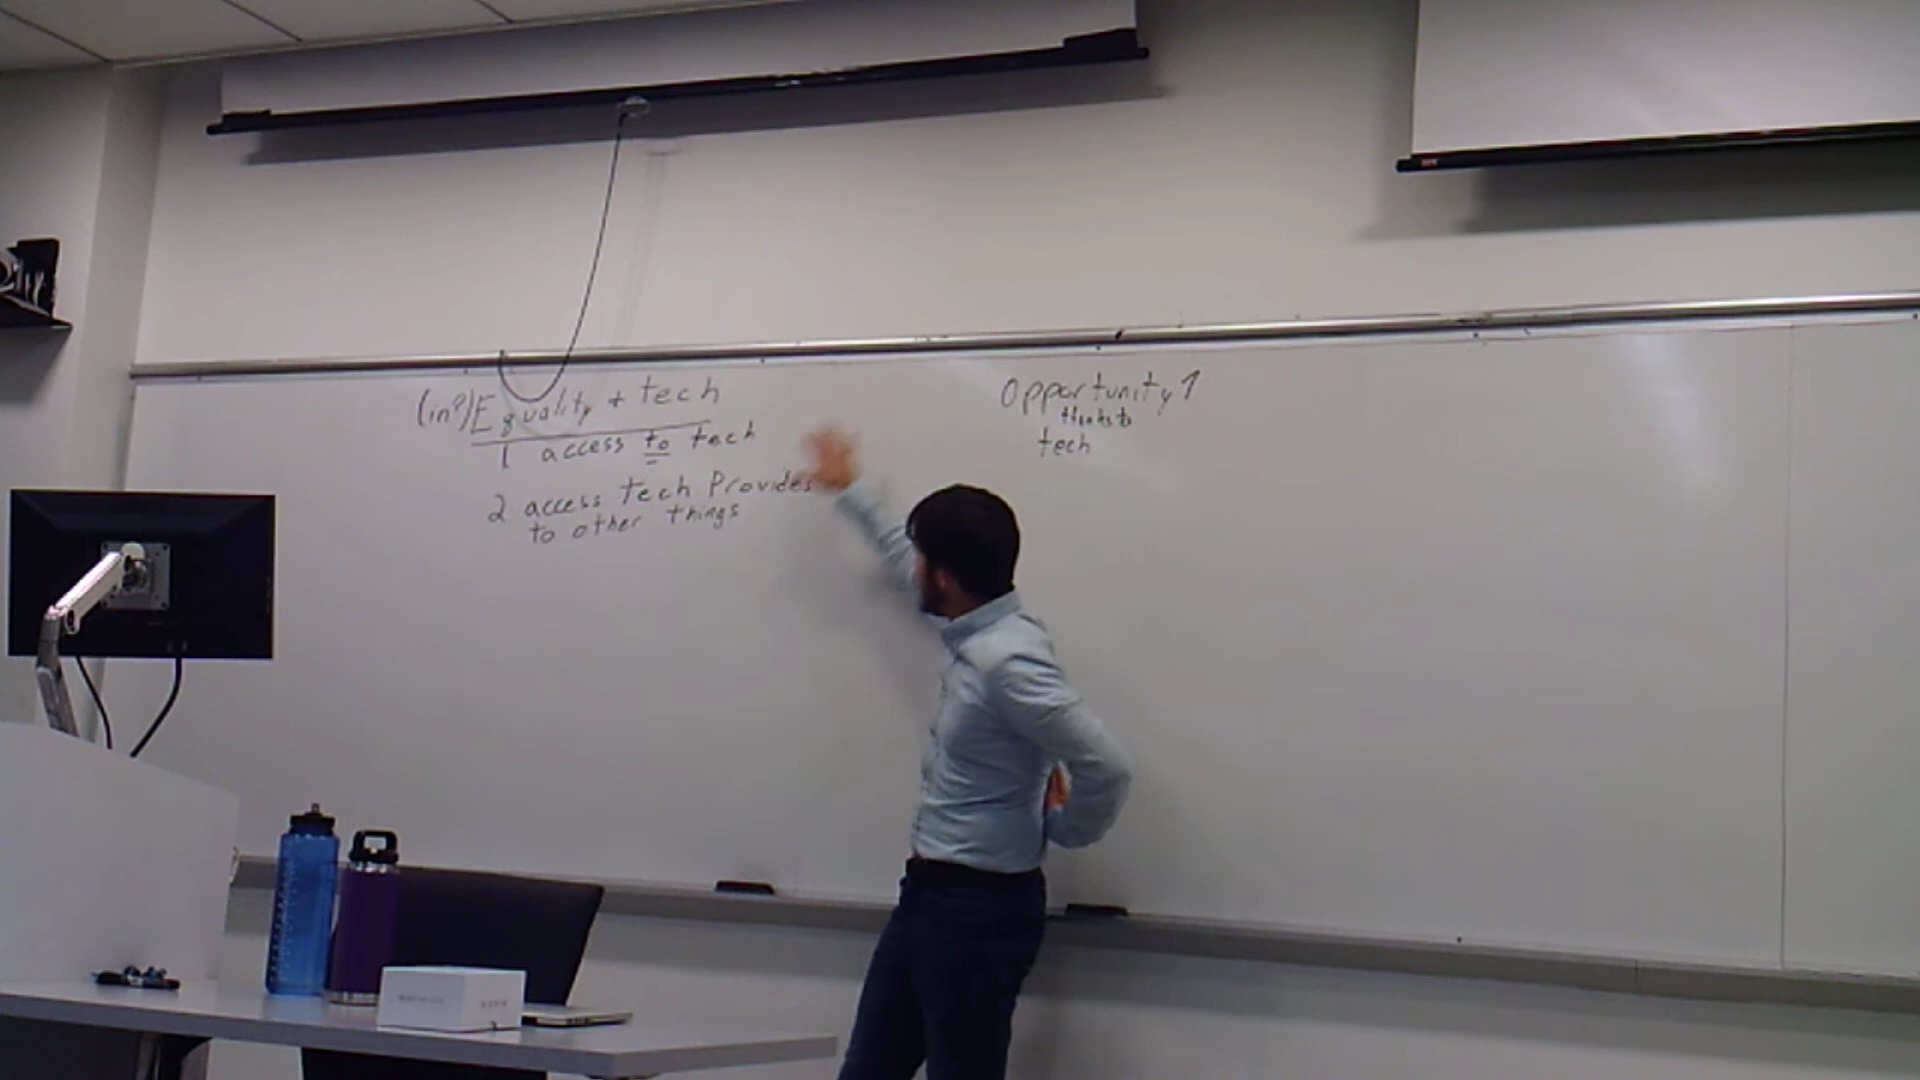 (in?)Equality + tech
1 access to tech
2 access tech Provides
to other things
Opportunity↑
thanks to
tech